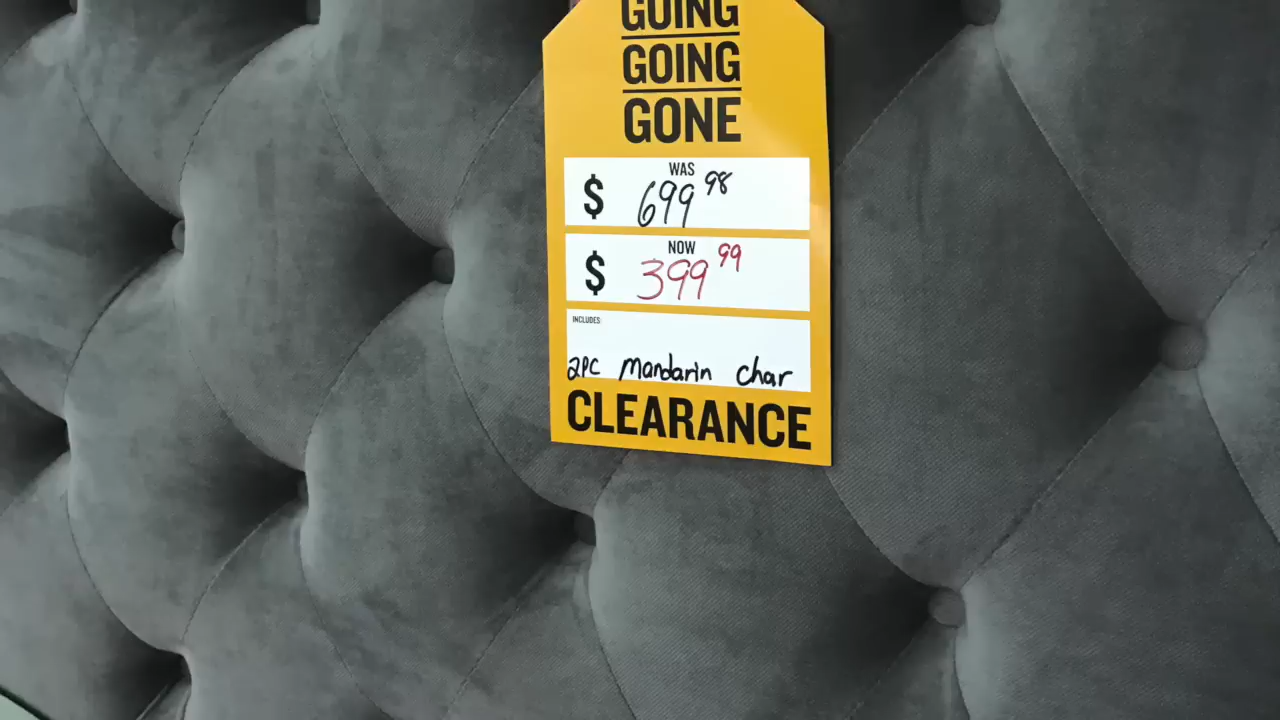 GOING
GOING
GONE
WAS
$ 699 98
NOW
$ 399 99
INCLUDES:
2PC Mandarin char
CLEARANCE